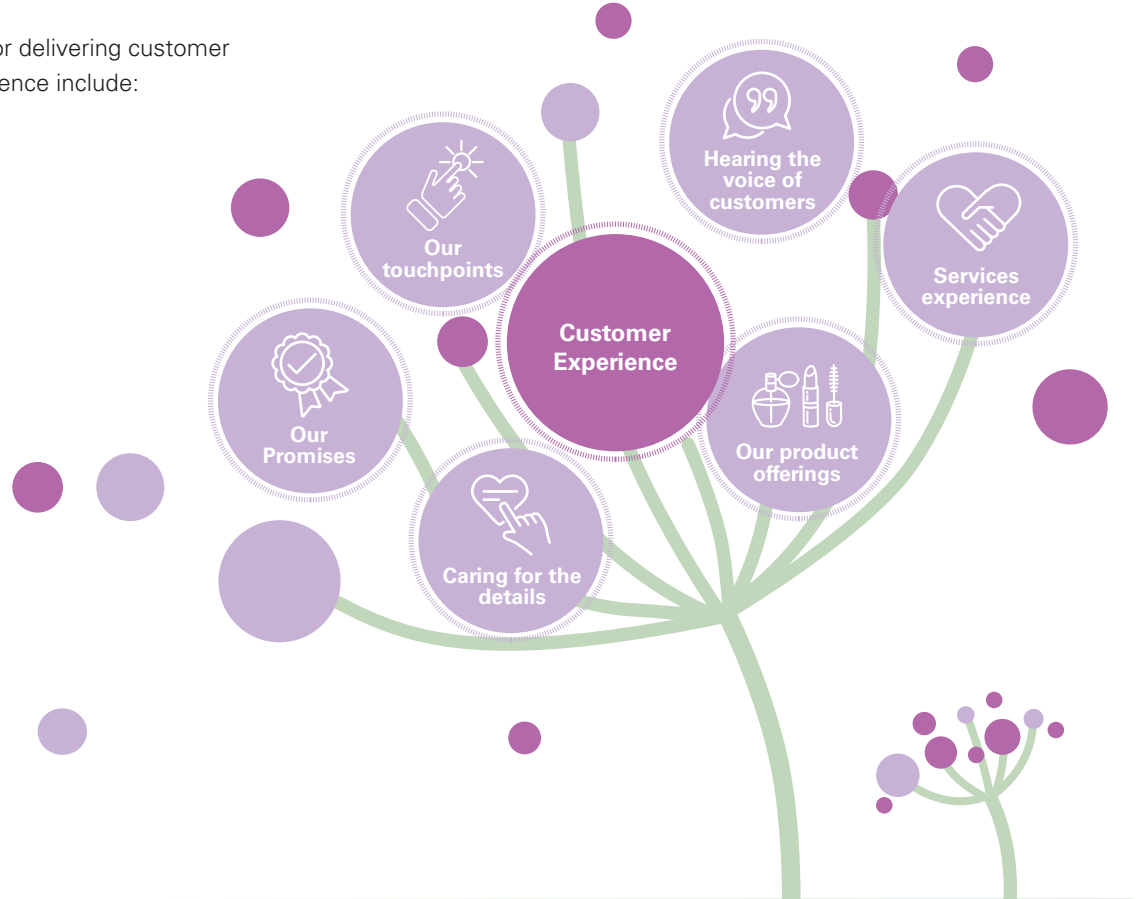 or delivering customer
ence include:
Hearing the
voice of
customers
Our
touchpoints
Services
experience
Customer
Experience
Our
Promises
Our product
offerings
Caring for the
details